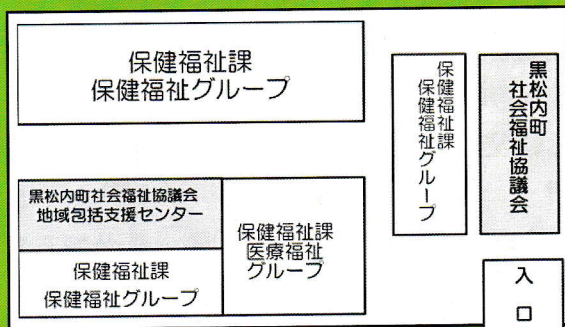 保健福祉課
保健福祉グループ
保健福祉課
保健福祉グループ
黒松内町
社会福祉協議会
黒松内町社会福祉協議会
地域包括支援センター
保健福祉課
医療福祉
グループ
保健福祉課
保健福祉グループ
入
口